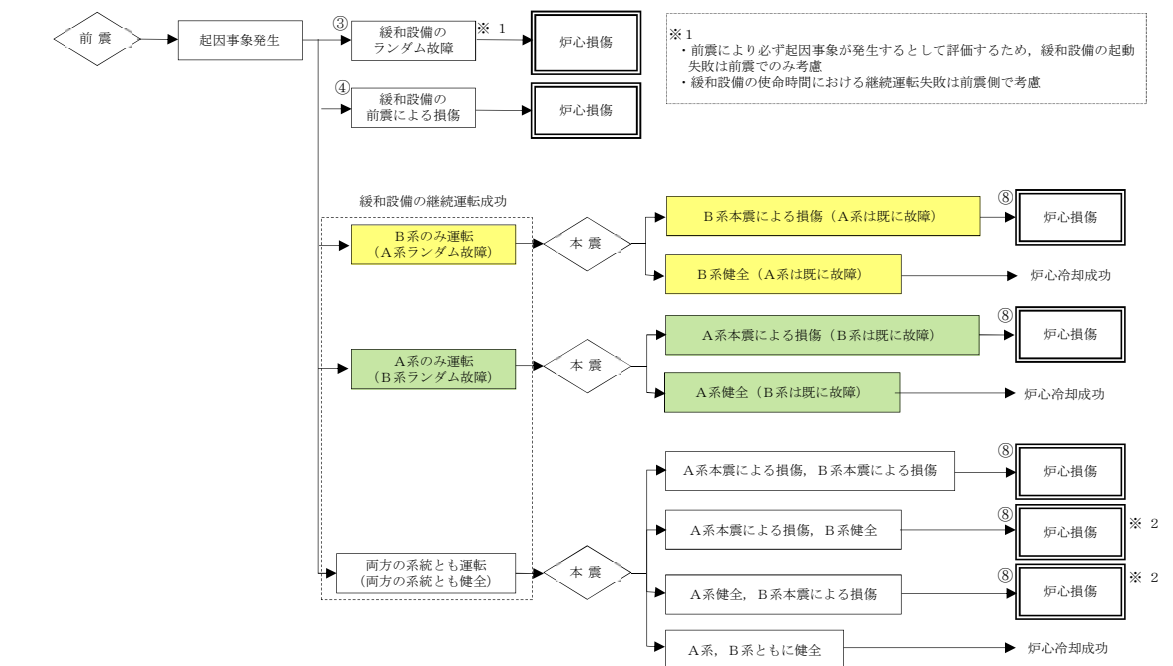 前 震
起因事象発生
③
緩和設備の
ランダム故障
※ 1
炉心損傷
※１
・前震により必ず起因事象が発生するとして評価するため，緩和設備の起動
失敗は前震でのみ考慮
・緩和設備の使命時間における継続運転失敗は前震側で考慮
④
緩和設備の
前震による損傷
炉心損傷
緩和設備の継続運転成功
Ｂ系のみ運転
（Ａ系ランダム故障）
本 震
Ｂ系本震による損傷（Ａ系は既に故障）
⑧
炉心損傷
Ｂ系健全（Ａ系は既に故障）
炉心冷却成功
Ａ系のみ運転
（Ｂ系ランダム故障）
本 震
Ａ系本震による損傷（Ｂ系は既に故障）
⑧
炉心損傷
Ａ系健全（Ｂ系は既に故障）
炉心冷却成功
両方の系統とも運転
（両方の系統とも健全）
本 震
Ａ系本震による損傷，Ｂ系本震による損傷
⑧
炉心損傷
Ａ系本震による損傷，Ｂ系健全
⑧
炉心損傷
※ 2
Ａ系健全，Ｂ系本震による損傷
⑧
炉心損傷
※ 2
Ａ系，Ｂ系ともに健全
炉心冷却成功